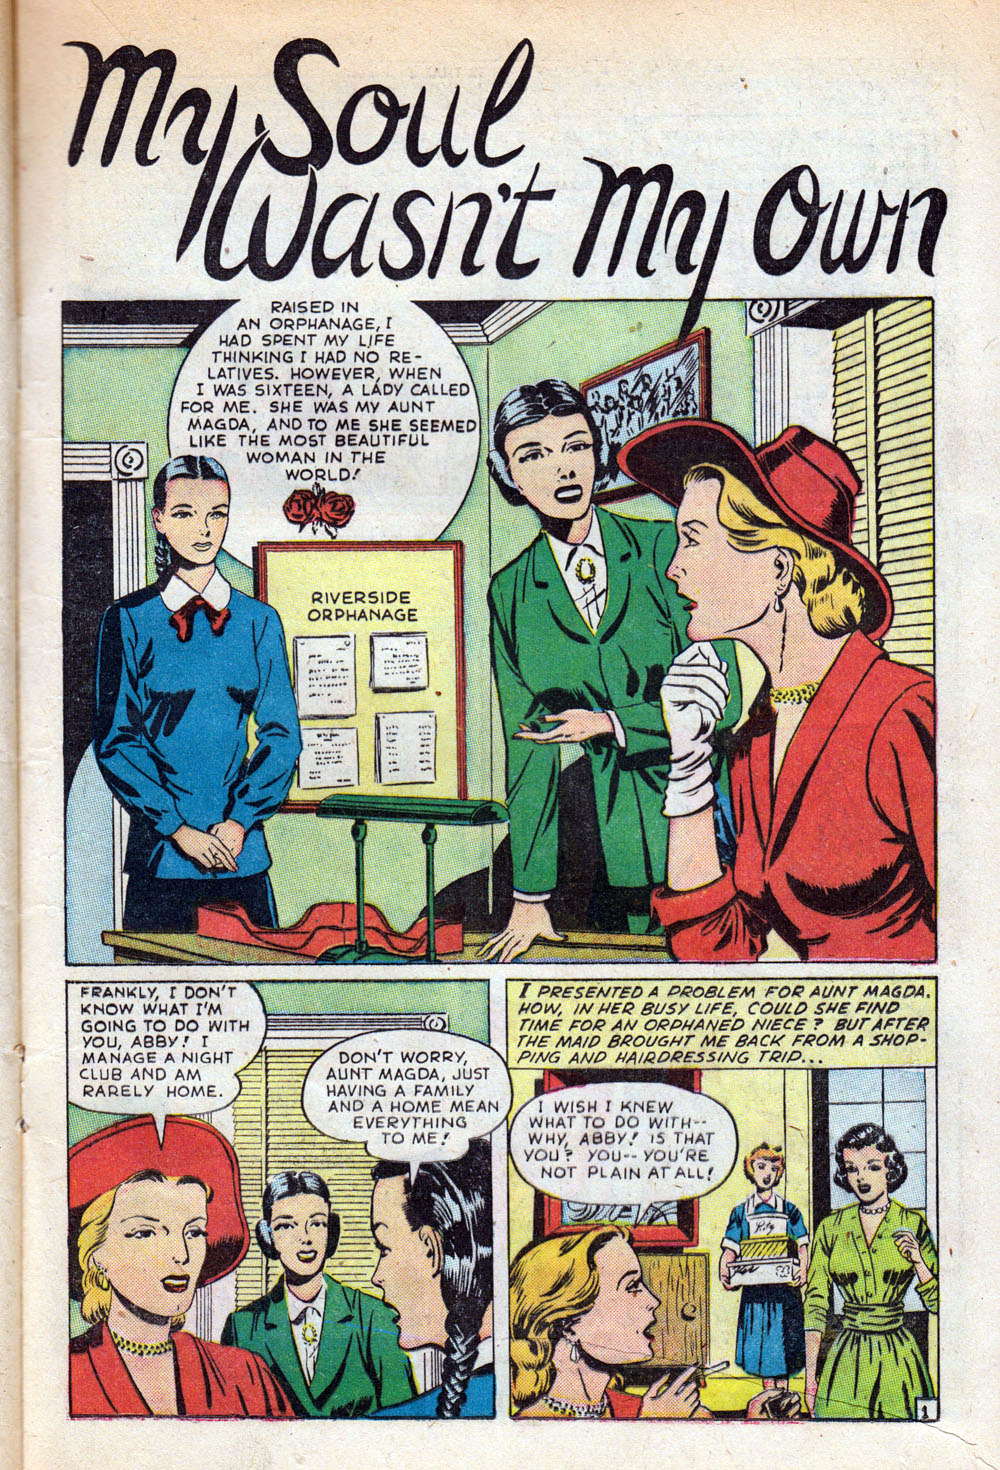 My Soul
Wasn't My Own
RAISED IN
AN ORPHANAGE, I
HAD SPENT MY LIFE
THINKING I HAD NO RE-
LATIVES. HOWEVER, WHEN
I WAS SIXTEEN, A LADY CALLED
FOR ME. SHE WAS MY AUNT
MAGDA, AND TO ME SHE SEEMED
LIKE THE MOST BEAUTIFUL
WOMAN IN THE
WORLD!
RIVERSIDE
ORPHANAGE
FRANKLY, I DON'T
KNOW WHAT I'M
GOING TO DO WITH
YOU, ABBY! I
MANAGE A NIGHT
CLUB AND AM
RARELY HOME.
DON'T WORRY,
AUNT MAGDA, JUST
HAVING A FAMILY
AND A HOME MEAN
EVERYTHING
TO ME!
I PRESENTED A PROBLEM FOR AUNT MAGDA.
HOW, IN HER BUSY LIFE, COULD SHE FIND
TIME FOR AN ORPHANED NIECE? BUT AFTER
THE MAID BROUGHT ME BACK FROM A SHOP-
PING AND HAIRDRESSING TRIP...
I WISH I KNEW
WHAT TO DO WITH--
WHY, ABBY! IS THAT
YOU? YOU-- YOU'RE
NOT PLAIN AT ALL!
1